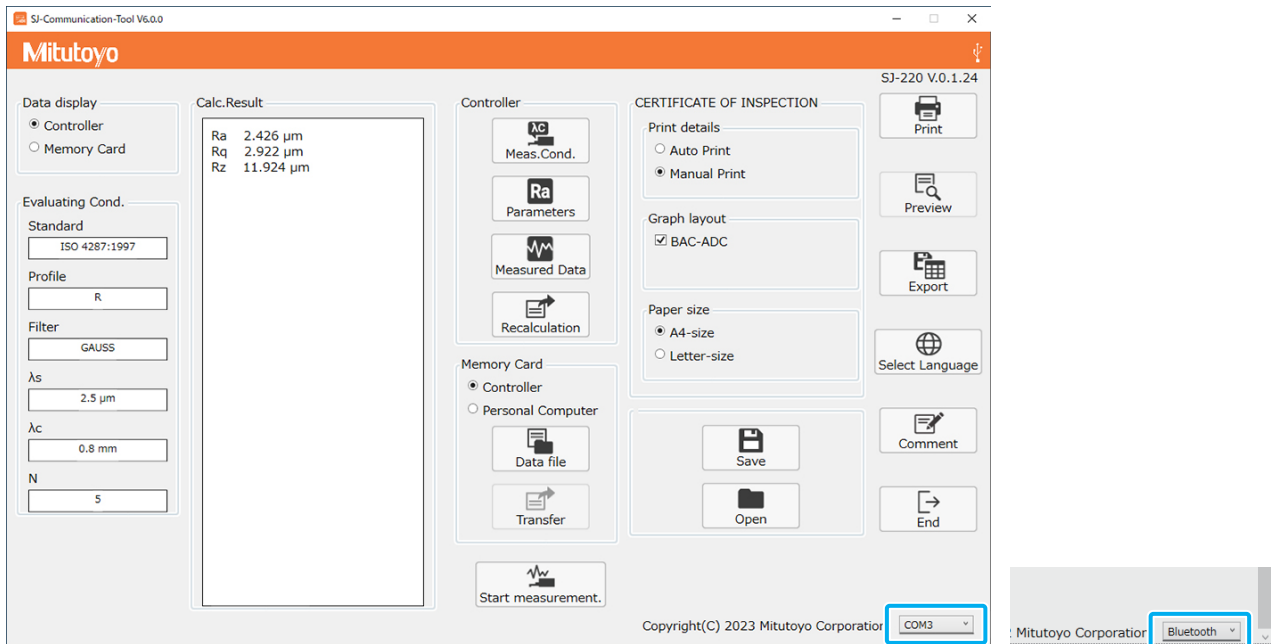 SJ-Communication-Tool V6.0.0
Mitutoyo
SJ-220 V.0.1.24
Data display
Controller
Memory Card
Evaluating Cond.
Standard
ISO 4287:1997
Profile
R
Filter
GAUSS
λs
2.5 µm
λc
0.8 mm
N
5
Calc.Result
Ra 2.426 µm
Rq 2.922 µm
Rz 11.924 µm
Controller
λC
Meas.Cond.
Ra
Parameters
Measured Data
Recalculation
Memory Card
Controller
Personal Computer
Data file
Transfer
Start measurement.
CERTIFICATE OF INSPECTION
Print details
Auto Print
Manual Print
Graph layout
BAC-ADC
Paper size
A4-size
Letter-size
Save
Open
Print
Preview
Export
Select Language
Comment
End
Copyright(C) 2023 Mitutoyo Corporation
COM3
Mitutoyo Corporation
Bluetooth